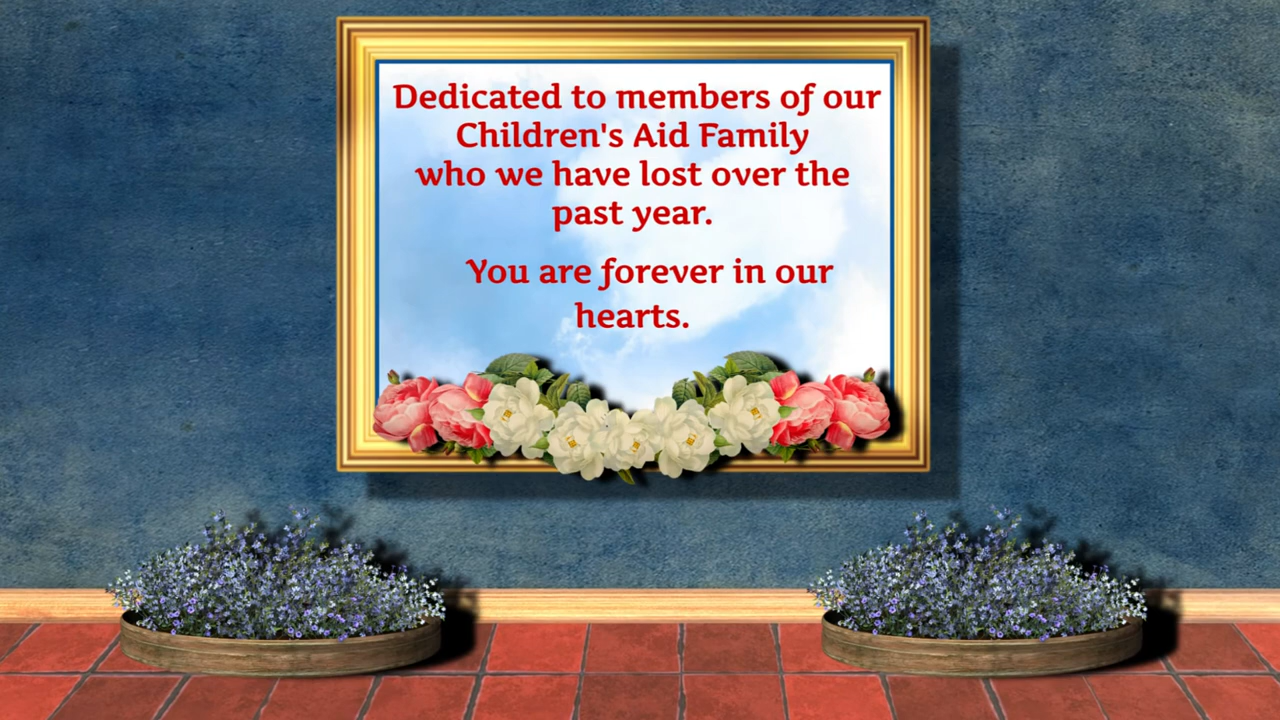 Dedicated to members of our
Children's Aid Family
who we have lost over the
past year.
You are forever in our
hearts.